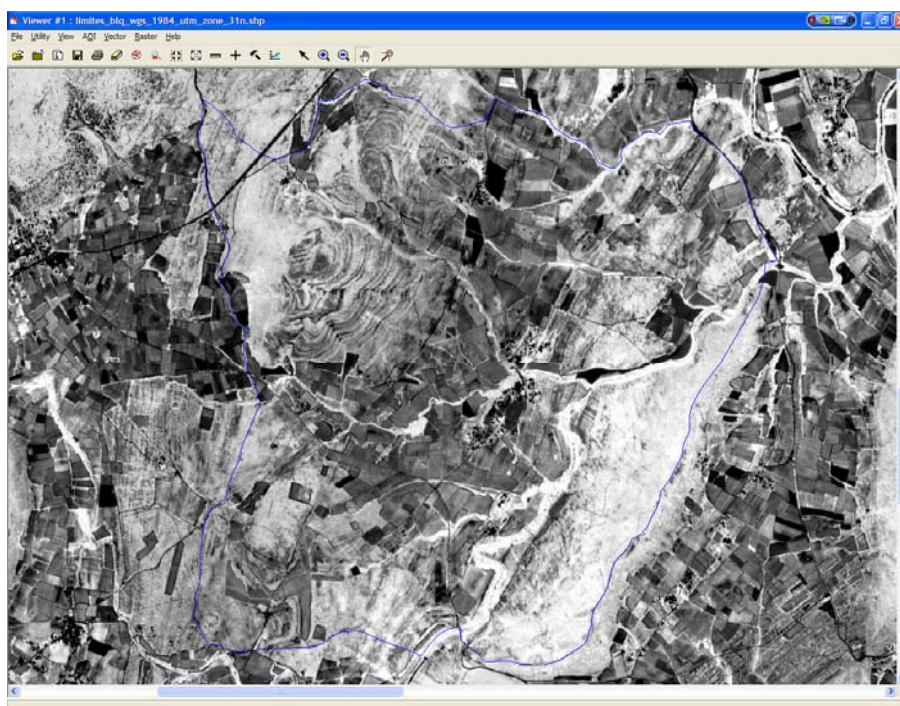 Viewer #1 : limites_blq_wgs_1984_utm_zone_31n.shp
File Utility View AOI Vector Raster Help